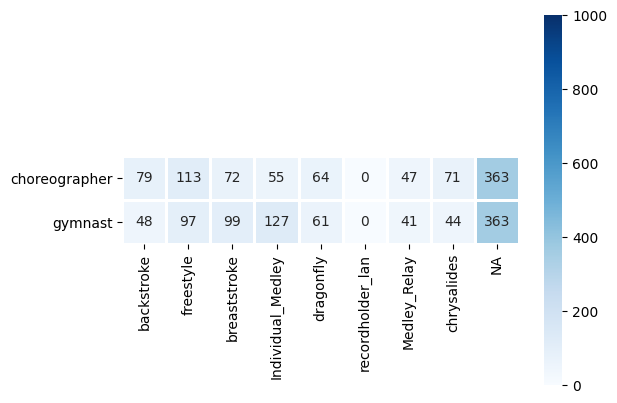 1000
800
600
400
200
0
choreographer 79 113 72 55 64 0 47 71 363
gymnast 48 97 99 127 61 0 41 44 363
backstroke
freestyle
breaststroke
Individual_Medley
dragonfly
recordholder_lan
Medley_Relay
chrysalides
NA